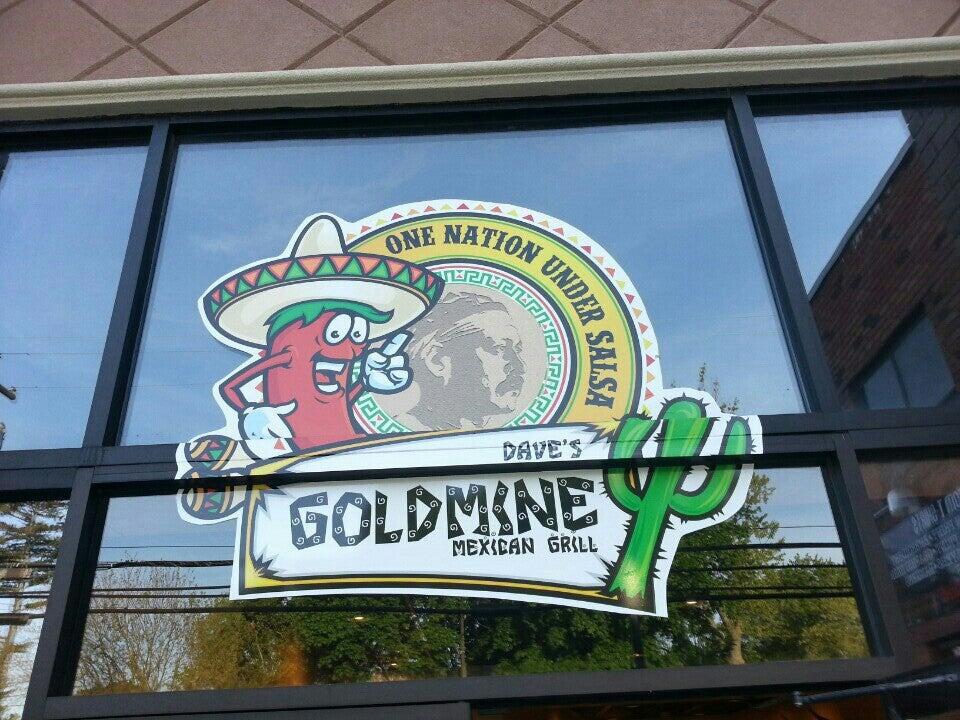 ONE NATION UNDER SALSA
DAVE'S
GOLDMINE
MEXICAN GRILL